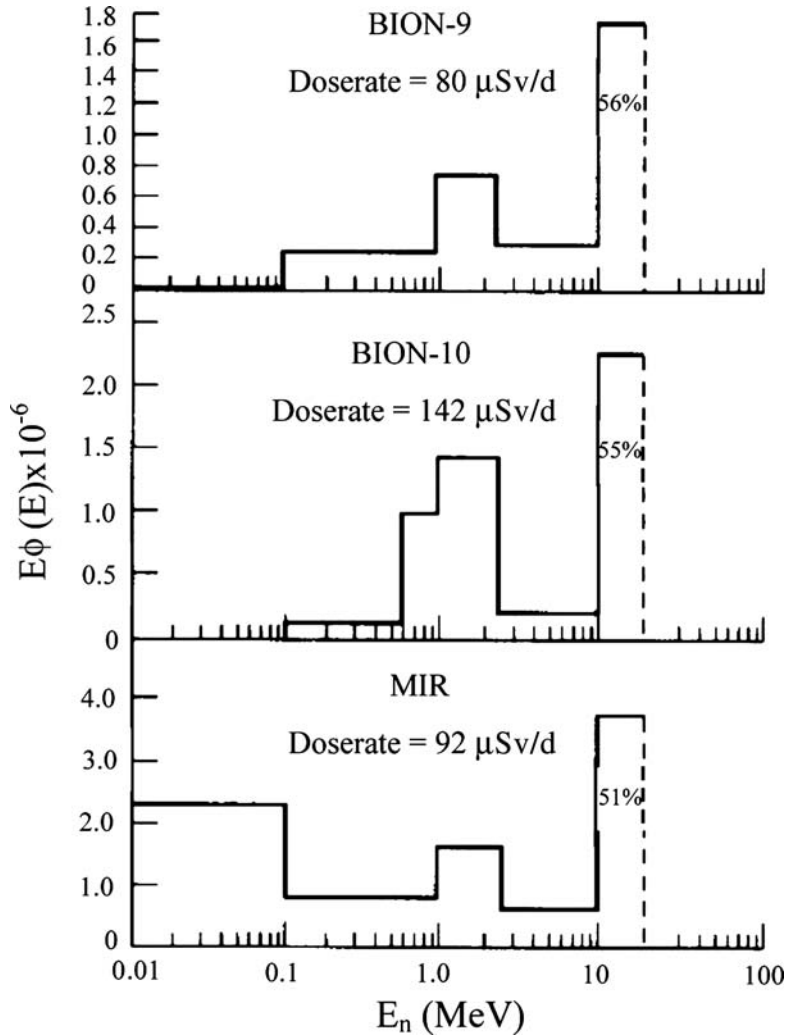 BION-9
Doserate = 80 μSv/d
56%
1.8
1.6
1.4
1.2
1.0
0.8
0.6
0.4
0.2
0
BION-10
Doserate = 142 μSv/d
55%
2.5
2.0
1.5
1.0
0.5
0
MIR
Doserate = 92 μSv/d
51%
4.0
3.0
2.0
1.0
0
Eϕ (E)x10⁻⁶
0.01 0.1 1.0 10 100
Eₙ (MeV)